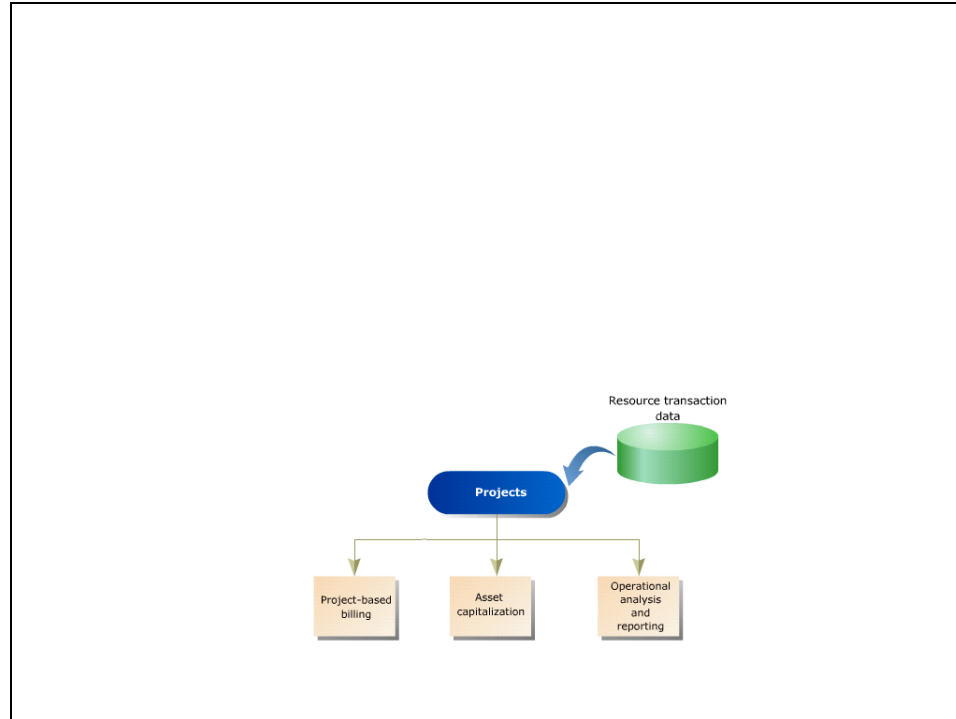 Resource transaction
data
Projects
Project-based
billing
Asset
capitalization
Operational
analysis
and
reporting